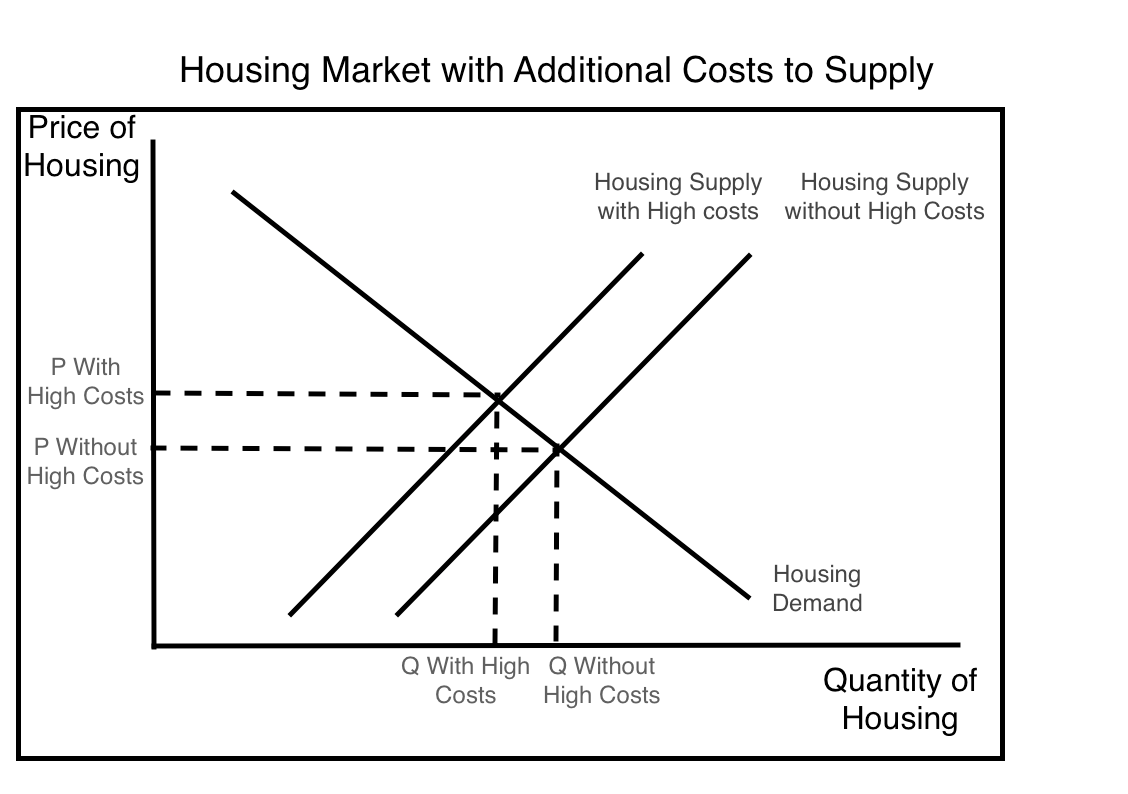 Housing Market with Additional Costs to Supply
Price of
Housing
Housing Supply
with High costs
Housing Supply
without High Costs
P With
High Costs
P Without
High Costs
Housing
Demand
Q With High
Costs
Q Without
High Costs
Quantity of
Housing